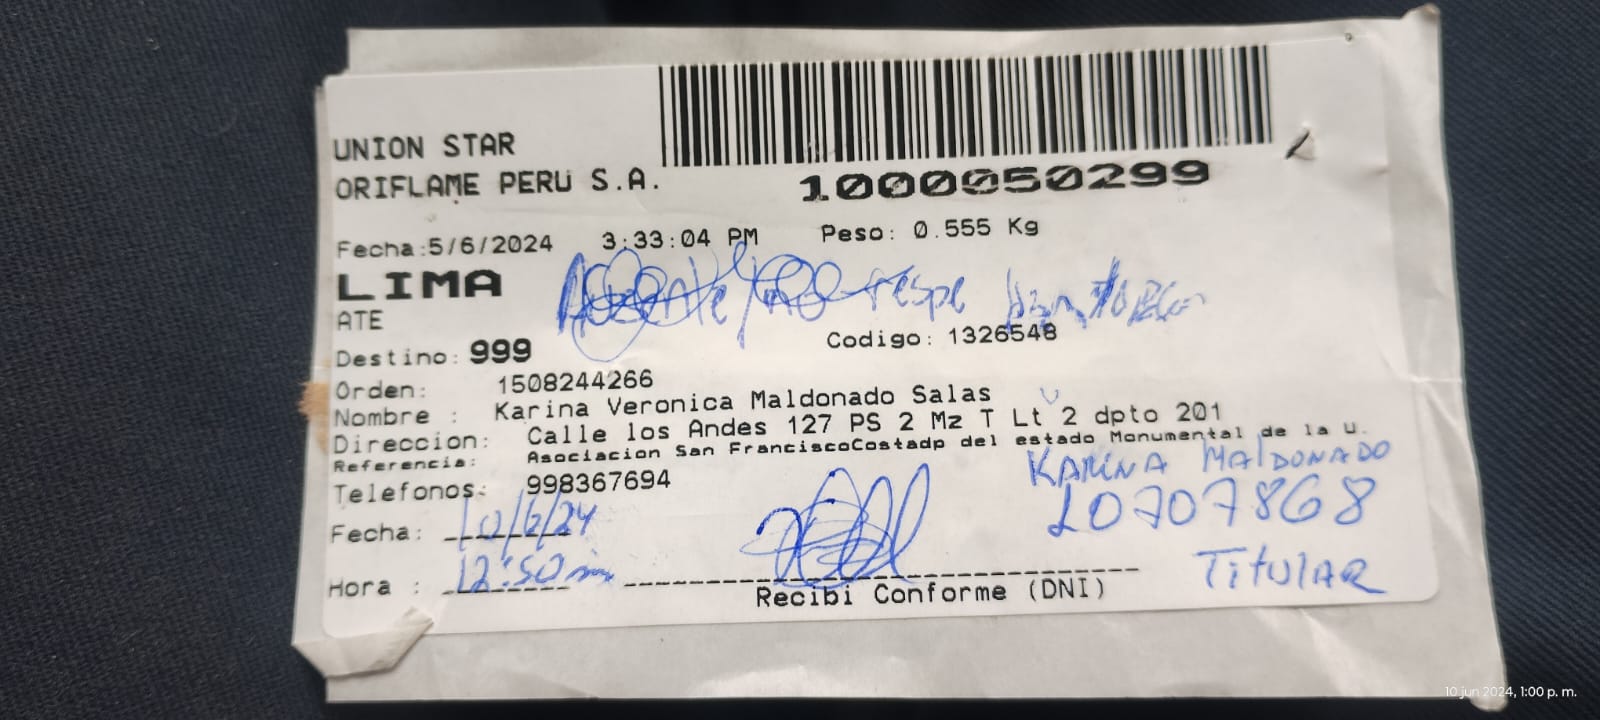 UNION STAR
ORIFLAME PERU S.A.
1000050299
Fecha:5/6/2024 3:33:04 PM Peso: 0.555 Kg
LIMA
ATE
Destino: 999 Codigo: 1326548
Orden: 1508244266
Nombre : Karina Veronica Maldonado Salas
Direccion: Calle los Andes 127 PS 2 Mz T Lt 2 dpto 201
Referencia: Asociacion San FranciscoCostadp del estado Monumental de la U.
Telefonos: 998367694
KARINA MALDONADO
10707868
Fecha: 10/6/24
Hora : 12:50
TITULAR
Recibi Conforme (DNI)
10 jun 2024, 1:00 p. m.